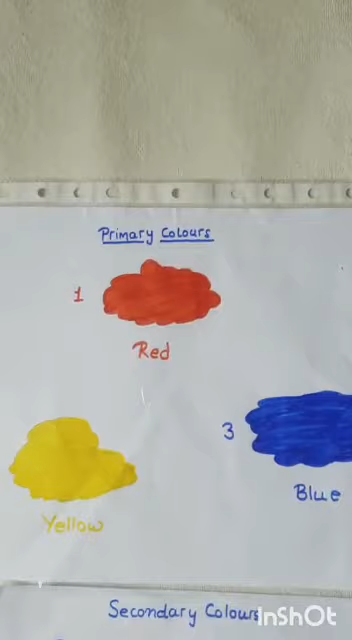 Primary Colours
1
Red
3
Blue
Yellow
Secondary Colours
InShOt